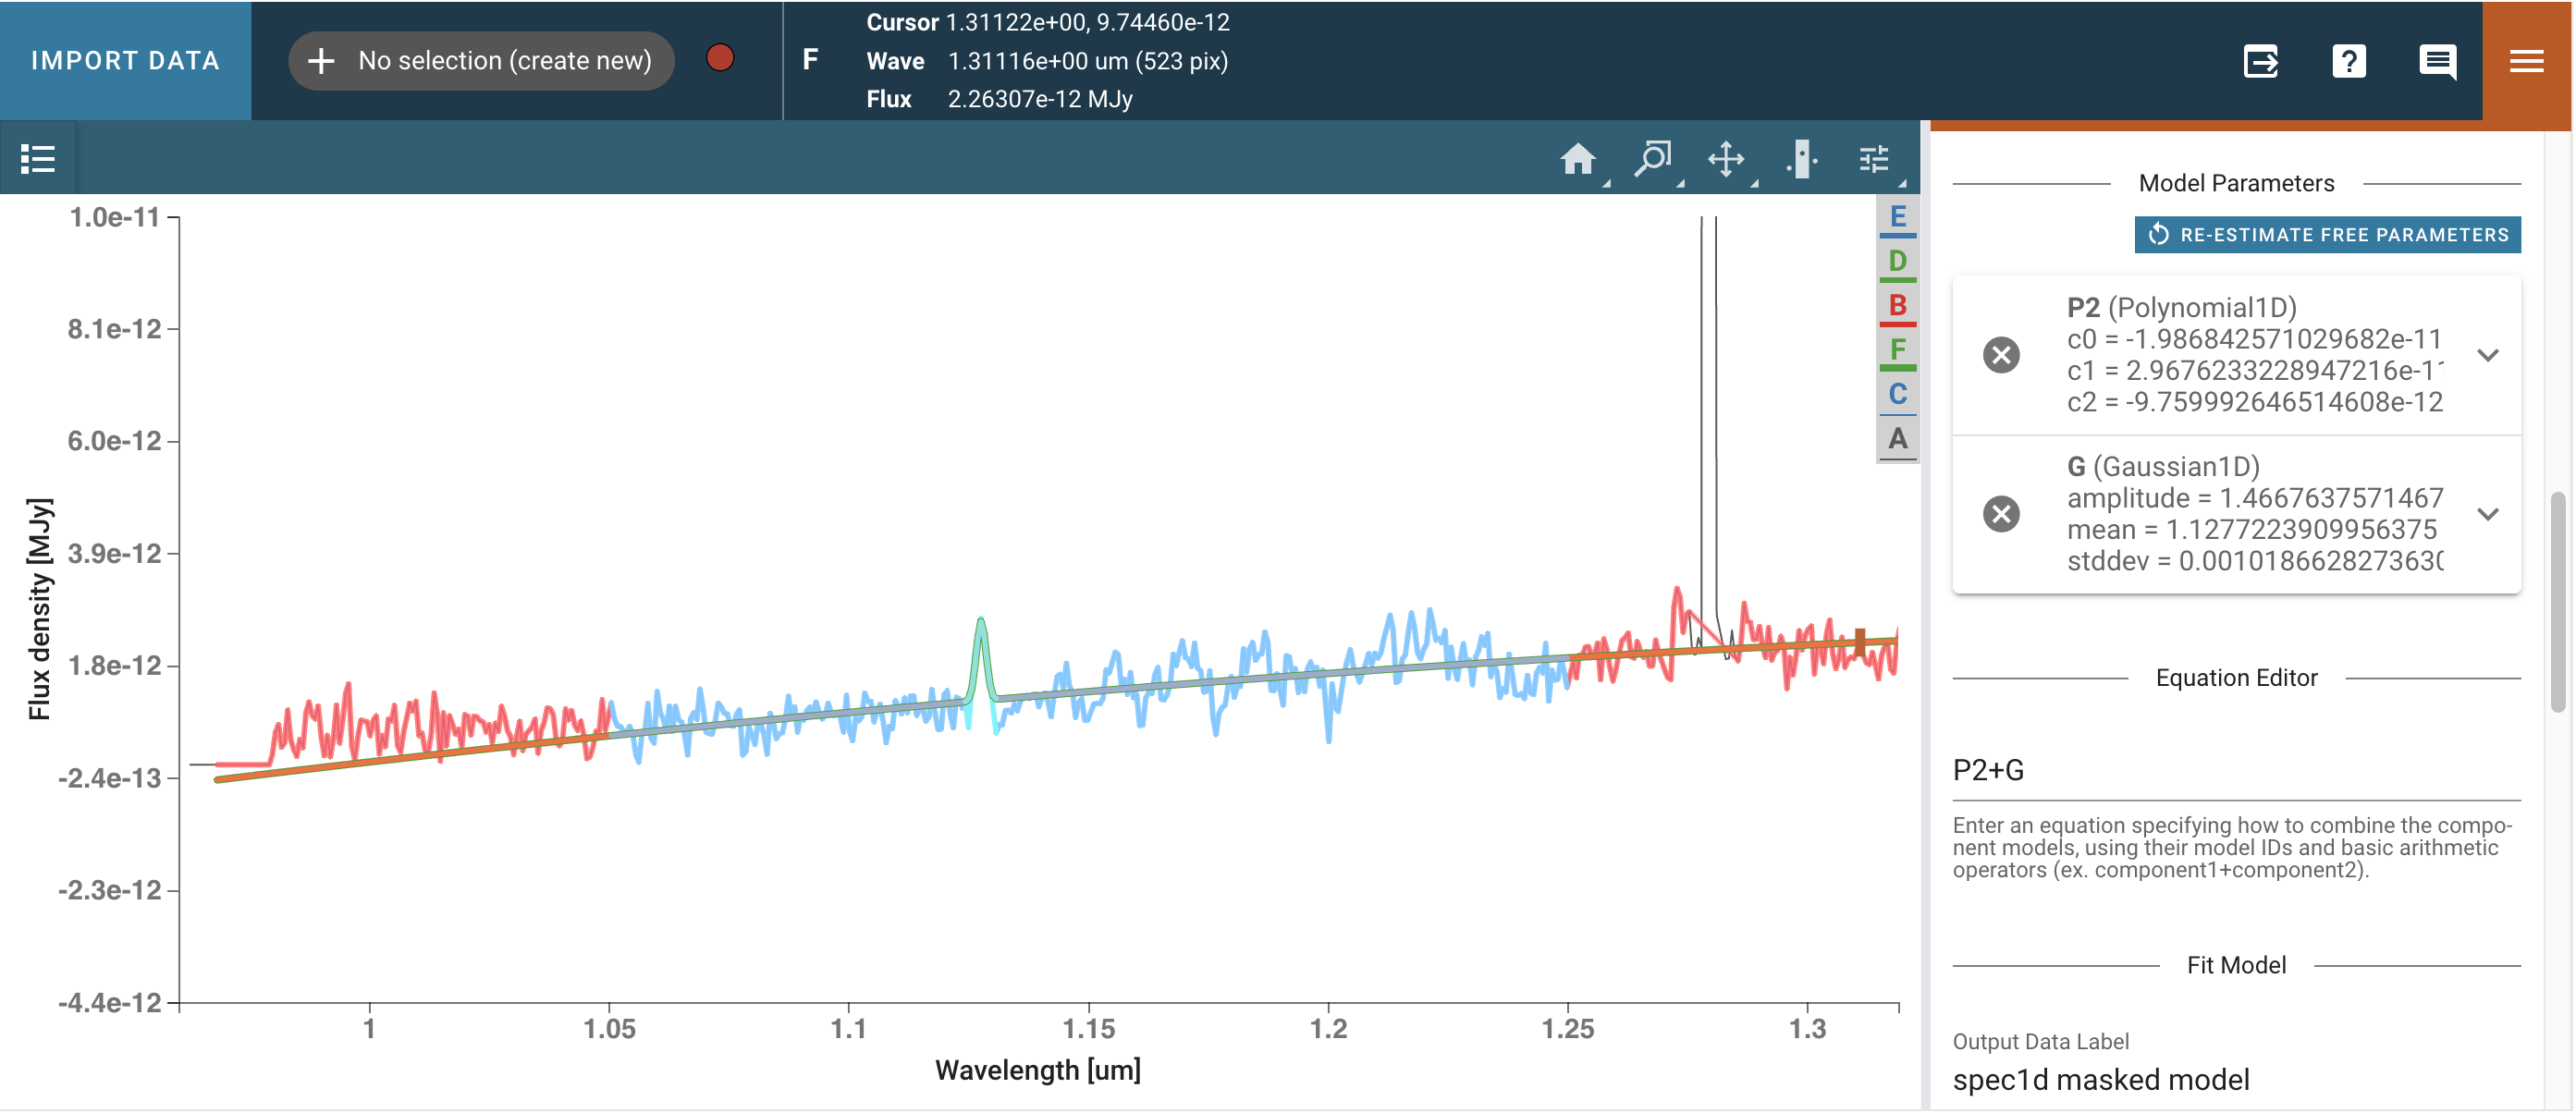 IMPORT DATA
No selection (create new)
F
Cursor 1.31122e+00, 9.74460e-12
Wave 1.31116e+00 um (523 pix)
Flux 2.26307e-12 MJy
?
E
D
B
F
C
A
Flux density [MJy]
1.0e-11
8.1e-12
6.0e-12
3.9e-12
1.8e-12
-2.4e-13
-2.3e-12
-4.4e-12
1 1.05 1.1 1.15 1.2 1.25 1.3
Wavelength [um]
Model Parameters
RE-ESTIMATE FREE PARAMETERS
P2 (Polynomial1D)
c0 = -1.986842571029682e-11
c1 = 2.9676233228947216e-11
c2 = -9.759992646514608e-12
G (Gaussian1D)
amplitude = 1.4667637571467
mean = 1.1277223909956375
stddev = 0.0010186628273630
Equation Editor
P2+G
Enter an equation specifying how to combine the compo-
nent models, using their model IDs and basic arithmetic
operators (ex. component1+component2).
Fit Model
Output Data Label
spec1d masked model